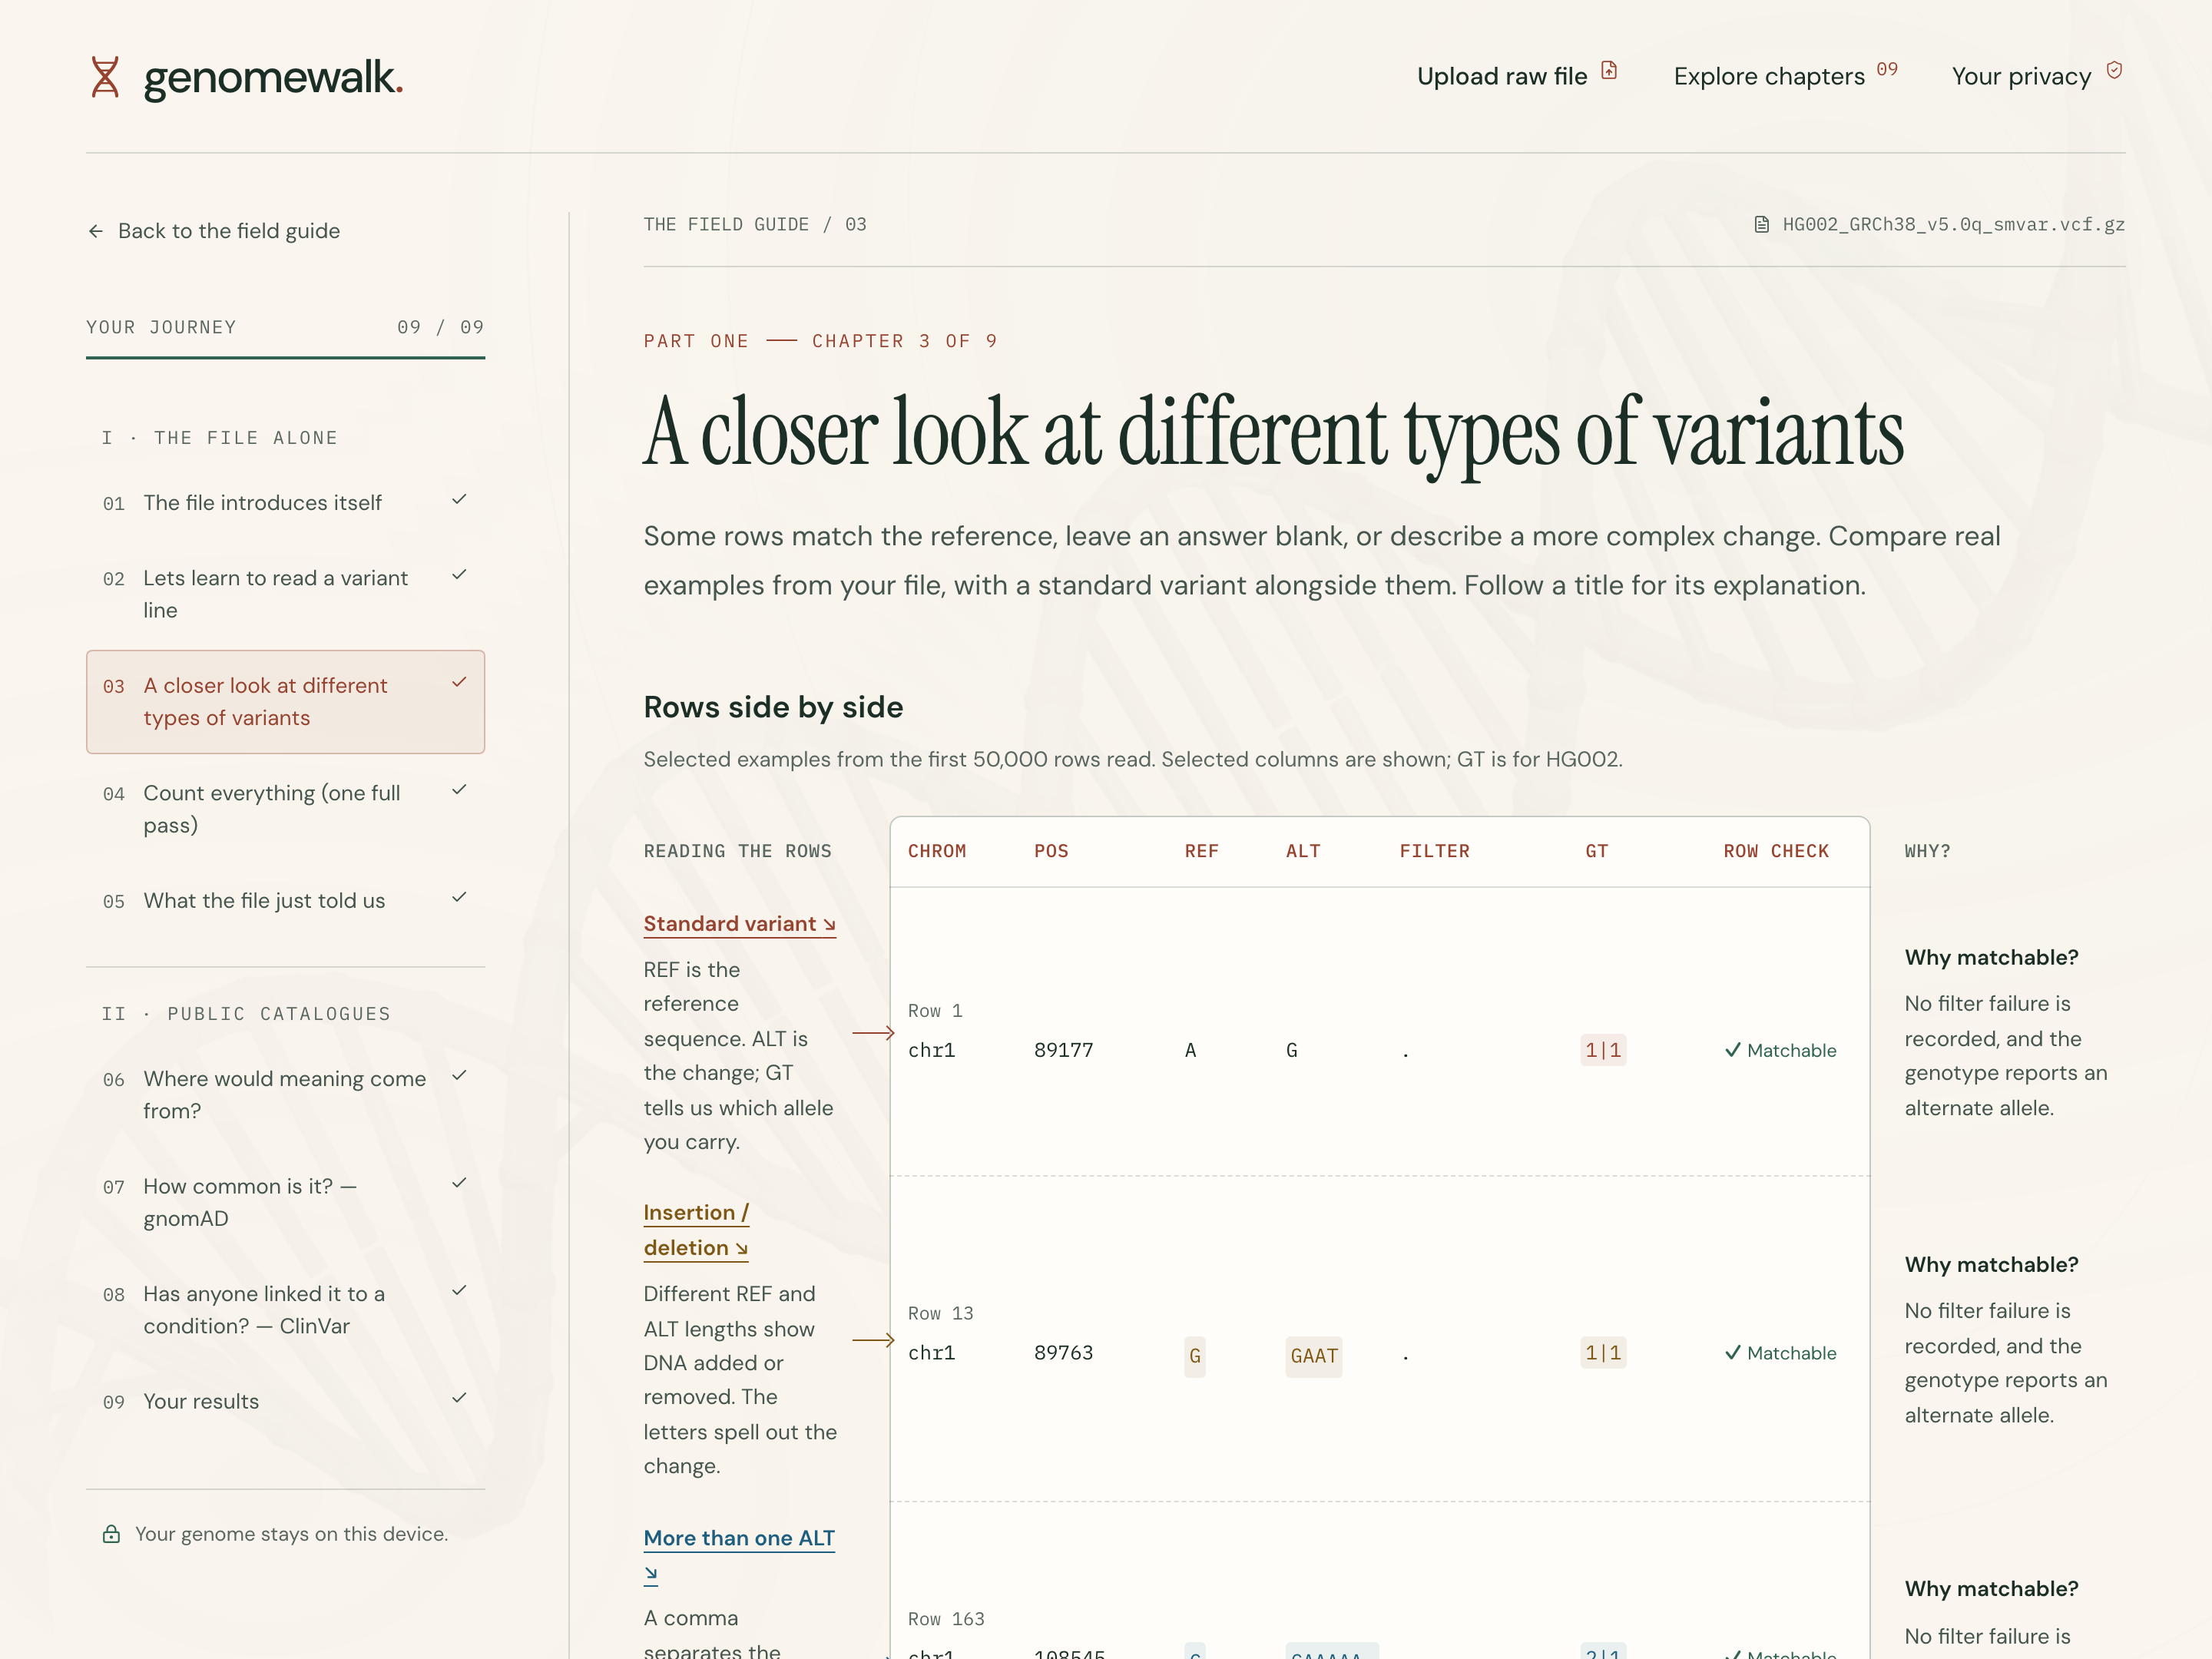 genomewalk.
Upload raw file
Explore chapters 09
Your privacy
Back to the field guide
YOUR JOURNEY 09 / 09
I · THE FILE ALONE
01 The file introduces itself
02 Lets learn to read a variant
line
03 A closer look at different
types of variants
04 Count everything (one full
pass)
05 What the file just told us
II · PUBLIC CATALOGUES
06 Where would meaning come
from?
07 How common is it? —
gnomAD
08 Has anyone linked it to a
condition? — ClinVar
09 Your results
Your genome stays on this device.
THE FIELD GUIDE / 03
HG002_GRCh38_v5.0q_smvar.vcf.gz
PART ONE — CHAPTER 3 OF 9
A closer look at different types of variants
Some rows match the reference, leave an answer blank, or describe a more complex change. Compare real
examples from your file, with a standard variant alongside them. Follow a title for its explanation.
Rows side by side
Selected examples from the first 50,000 rows read. Selected columns are shown; GT is for HG002.
READING THE ROWS
CHROM POS REF ALT FILTER GT ROW CHECK
WHY?
Standard variant ↘
REF is the
reference
sequence. ALT is
the change; GT
tells us which allele
you carry.
Row 1
chr1 89177 A G . 1|1 ✓ Matchable
Why matchable?
No filter failure is
recorded, and the
genotype reports an
alternate allele.
Insertion /
deletion ↘
Different REF and
ALT lengths show
DNA added or
removed. The
letters spell out the
change.
Row 13
chr1 89763 G GAAT . 1|1 ✓ Matchable
Why matchable?
No filter failure is
recorded, and the
genotype reports an
alternate allele.
More than one ALT
↘
A comma
separates the
Row 163
chr1 108545 2|1 Matchable
Why matchable?
No filter failure is